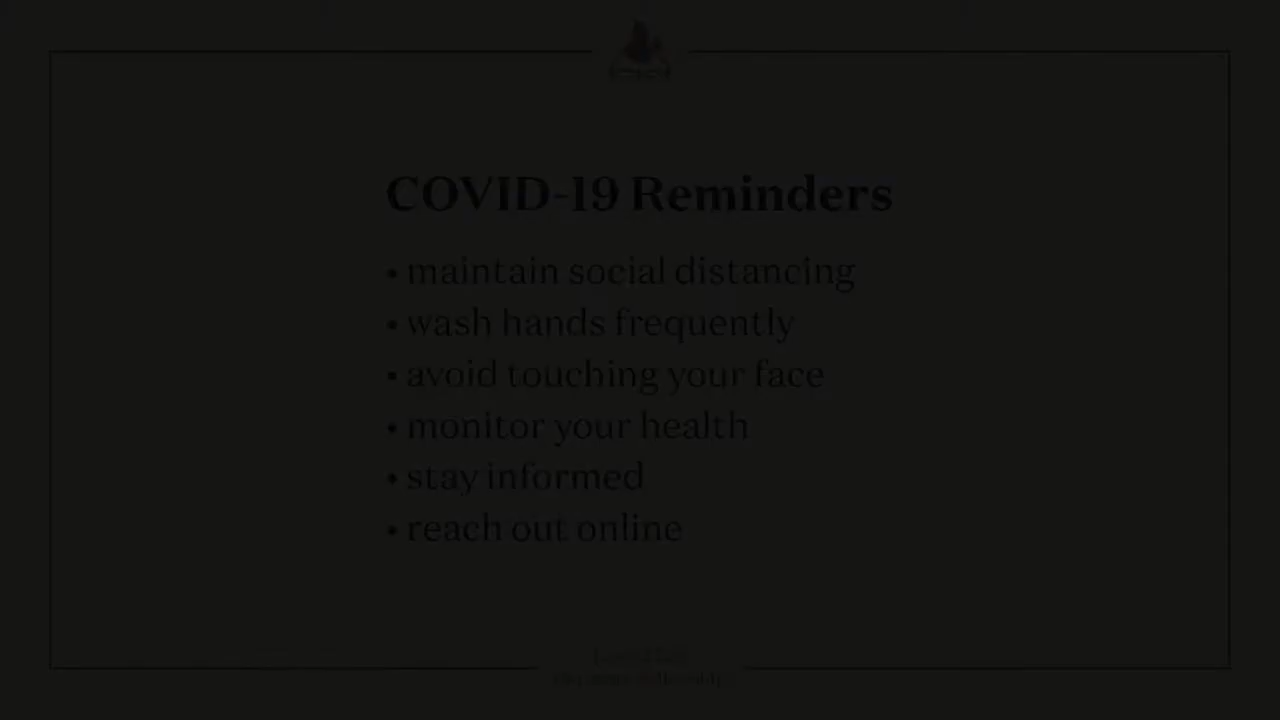 COVID-19 Reminders
• maintain social distancing
• wash hands frequently
• avoid touching your face
• monitor your health
• stay informed
• reach out online